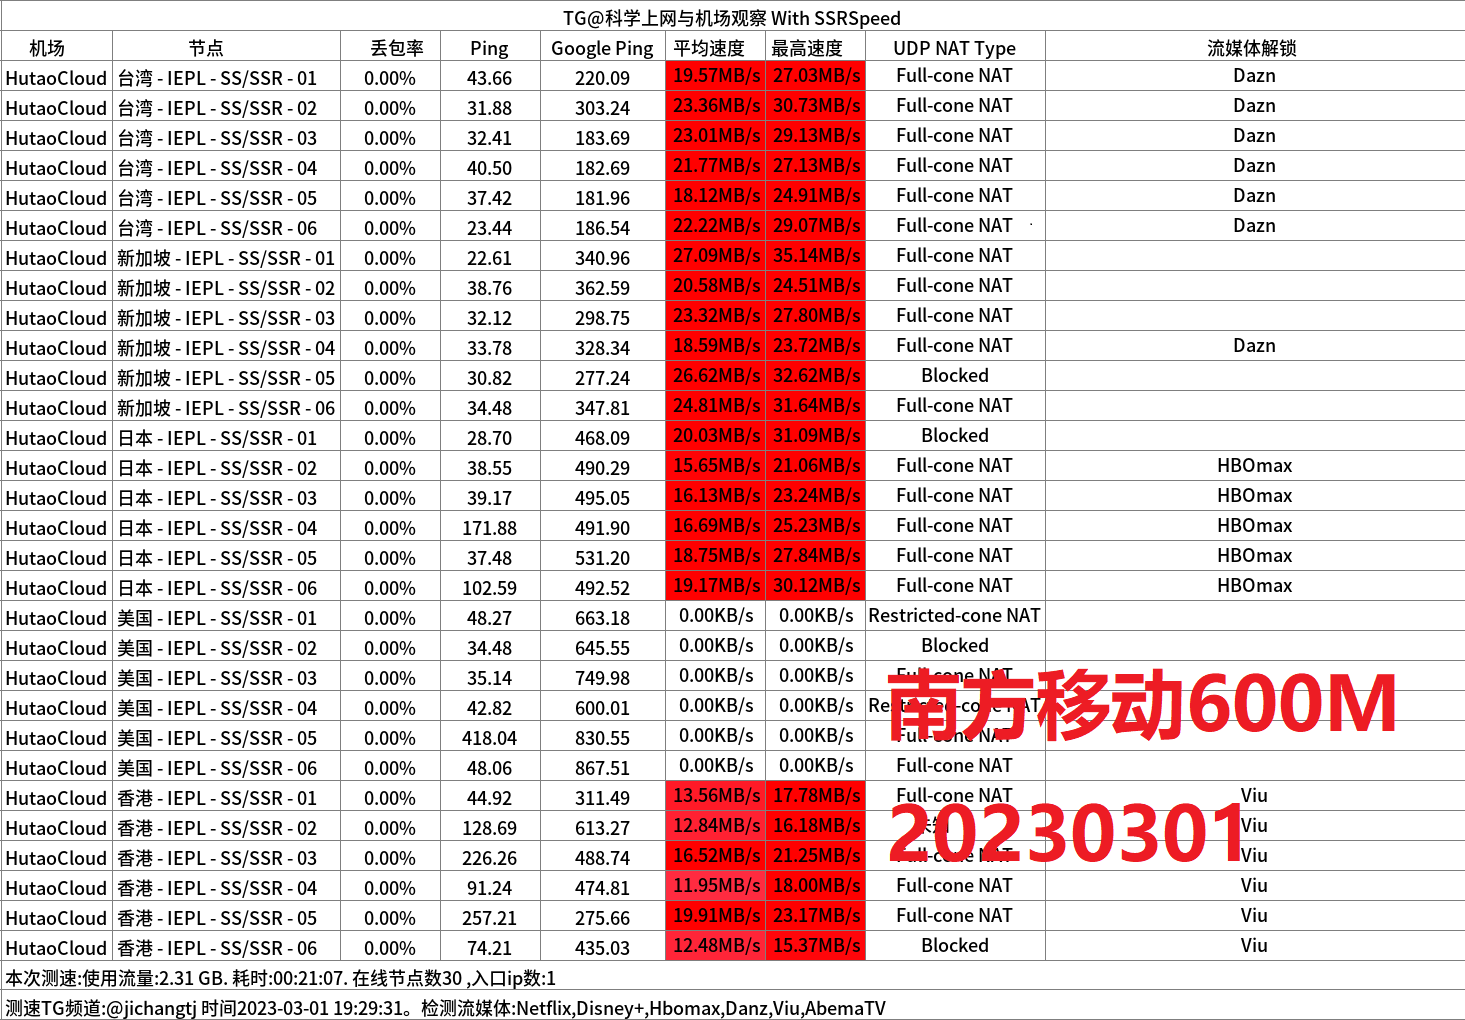 TG@科学上网与机场观察 With SSRSpeed
机场 节点 丢包率 Ping Google Ping 平均速度 最高速度 UDP NAT Type 流媒体解锁
HutaoCloud 台湾 - IEPL - SS/SSR - 01 0.00% 43.66 220.09 19.57MB/s 27.03MB/s Full-cone NAT Dazn
HutaoCloud 台湾 - IEPL - SS/SSR - 02 0.00% 31.88 303.24 23.36MB/s 30.73MB/s Full-cone NAT Dazn
HutaoCloud 台湾 - IEPL - SS/SSR - 03 0.00% 32.41 183.69 23.01MB/s 29.13MB/s Full-cone NAT Dazn
HutaoCloud 台湾 - IEPL - SS/SSR - 04 0.00% 40.50 182.69 21.77MB/s 27.13MB/s Full-cone NAT Dazn
HutaoCloud 台湾 - IEPL - SS/SSR - 05 0.00% 37.42 181.96 18.12MB/s 24.91MB/s Full-cone NAT Dazn
HutaoCloud 台湾 - IEPL - SS/SSR - 06 0.00% 23.44 186.54 22.22MB/s 29.07MB/s Full-cone NAT Dazn
HutaoCloud 新加坡 - IEPL - SS/SSR - 01 0.00% 22.61 340.96 27.09MB/s 35.14MB/s Full-cone NAT
HutaoCloud 新加坡 - IEPL - SS/SSR - 02 0.00% 38.76 362.59 20.58MB/s 24.51MB/s Full-cone NAT
HutaoCloud 新加坡 - IEPL - SS/SSR - 03 0.00% 32.12 298.75 23.32MB/s 27.80MB/s Full-cone NAT
HutaoCloud 新加坡 - IEPL - SS/SSR - 04 0.00% 33.78 328.34 18.59MB/s 23.72MB/s Full-cone NAT Dazn
HutaoCloud 新加坡 - IEPL - SS/SSR - 05 0.00% 30.82 277.24 26.62MB/s 32.62MB/s Blocked
HutaoCloud 新加坡 - IEPL - SS/SSR - 06 0.00% 34.48 347.81 24.81MB/s 31.64MB/s Full-cone NAT
HutaoCloud 日本 - IEPL - SS/SSR - 01 0.00% 28.70 468.09 20.03MB/s 31.09MB/s Blocked
HutaoCloud 日本 - IEPL - SS/SSR - 02 0.00% 38.55 490.29 15.65MB/s 21.06MB/s Full-cone NAT HBOmax
HutaoCloud 日本 - IEPL - SS/SSR - 03 0.00% 39.17 495.05 16.13MB/s 23.24MB/s Full-cone NAT HBOmax
HutaoCloud 日本 - IEPL - SS/SSR - 04 0.00% 171.88 491.90 16.69MB/s 25.23MB/s Full-cone NAT HBOmax
HutaoCloud 日本 - IEPL - SS/SSR - 05 0.00% 37.48 531.20 18.75MB/s 27.84MB/s Full-cone NAT HBOmax
HutaoCloud 日本 - IEPL - SS/SSR - 06 0.00% 102.59 492.52 19.17MB/s 30.12MB/s Full-cone NAT HBOmax
HutaoCloud 美国 - IEPL - SS/SSR - 01 0.00% 48.27 663.18 0.00KB/s 0.00KB/s Restricted-cone NAT
HutaoCloud 美国 - IEPL - SS/SSR - 02 0.00% 34.48 645.55 0.00KB/s 0.00KB/s Blocked
HutaoCloud 美国 - IEPL - SS/SSR - 03 0.00% 35.14 749.98 0.00KB/s 0.00KB/s Full-cone NAT
HutaoCloud 美国 - IEPL - SS/SSR - 04 0.00% 42.82 600.01 0.00KB/s 0.00KB/s Restricted-cone NAT
南方移动600M
HutaoCloud 美国 - IEPL - SS/SSR - 05 0.00% 418.04 830.55 0.00KB/s 0.00KB/s Full-cone NAT
HutaoCloud 美国 - IEPL - SS/SSR - 06 0.00% 48.06 867.51 0.00KB/s 0.00KB/s Full-cone NAT
HutaoCloud 香港 - IEPL - SS/SSR - 01 0.00% 44.92 311.49 13.56MB/s 17.78MB/s Full-cone NAT Viu
HutaoCloud 香港 - IEPL - SS/SSR - 02 0.00% 128.69 613.27 12.84MB/s 16.18MB/s Viu
20230301
HutaoCloud 香港 - IEPL - SS/SSR - 03 0.00% 226.26 488.74 16.52MB/s 21.25MB/s Full-cone NAT Viu
HutaoCloud 香港 - IEPL - SS/SSR - 04 0.00% 91.24 474.81 11.95MB/s 18.00MB/s Full-cone NAT Viu
HutaoCloud 香港 - IEPL - SS/SSR - 05 0.00% 257.21 275.66 19.91MB/s 23.17MB/s Full-cone NAT Viu
HutaoCloud 香港 - IEPL - SS/SSR - 06 0.00% 74.21 435.03 12.48MB/s 15.37MB/s Blocked Viu
本次测速:使用流量:2.31 GB. 耗时:00:21:07. 在线节点数30 ,入口ip数:1
测速TG频道:@jichangtj 时间2023-03-01 19:29:31。检测流媒体:Netflix,Disney+,Hbomax,Danz,Viu,AbemaTV